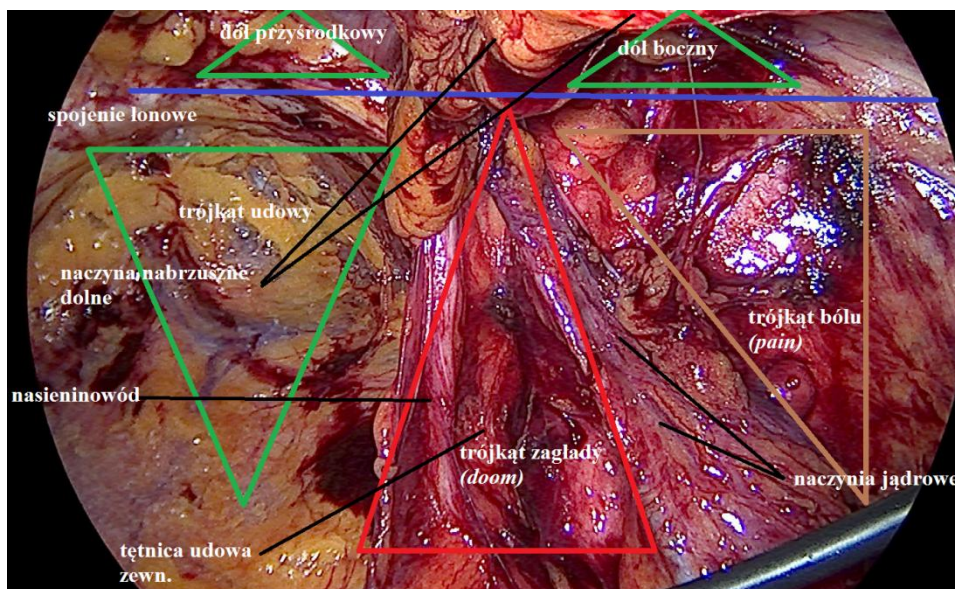 dół przyśrodkowy
dół boczny
spojenie łonowe
trójkąt udowy
naczyna nabrzuszne
dolne
trójkąt bólu
(pain)
nasieninowód
trójkąt zagłady
(doom)
naczynia jądrowe
tętnica udowa
zewn.